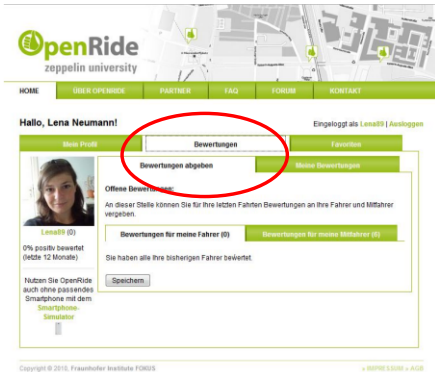 OpenRide
zeppelin university
HOME ÜBER OPENRIDE PARTNER FAQ FORUM KONTAKT
Hallo, Lena Neumann!
Eingeloggt als Lena89 | Ausloggen
Mein Profil Bewertungen Favoriten
Bewertungen abgeben Meine Bewertungen
Offene Bewertungen:
An dieser Stelle können Sie für Ihre letzten Fahrten Bewertungen an Ihre Fahrer und Mitfahrer
vergeben.
Bewertungen für meine Fahrer (0) Bewertungen für meine Mitfahrer (0)
Sie haben alle Ihre bisherigen Fahrer bewertet.
Speichern
Lena89 (0)
0% positiv bewertet
(letzte 12 Monate)
Nutzen Sie OpenRide
auch ohne passendes
Smartphone mit dem
Smartphone-
Simulator
Copyright © 2010, Fraunhofer Institute FOKUS
» IMPRESSUM » AGB